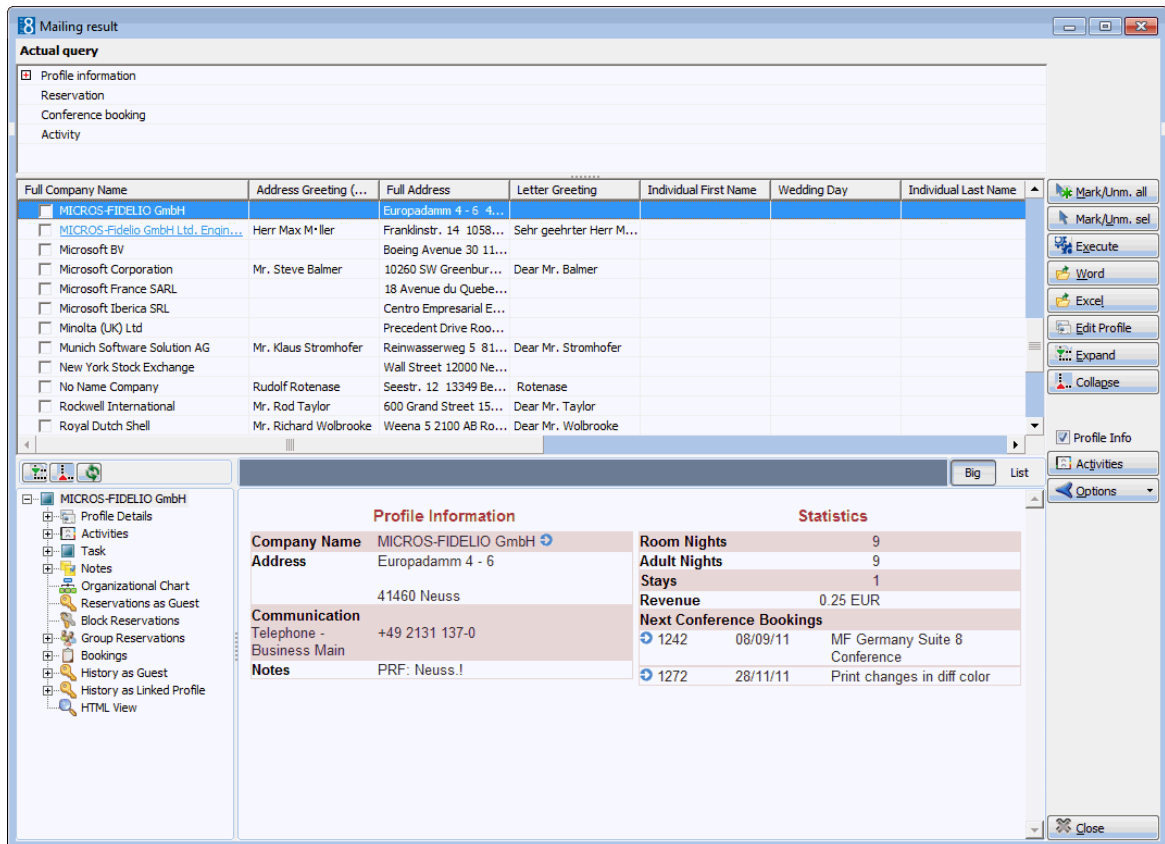 Mailing result
Actual query
Profile information
Reservation
Conference booking
Activity
Full Company Name Address Greeting (... Full Address Letter Greeting Individual First Name Wedding Day Individual Last Name
MICROS-FIDELIO GmbH Europadamm 4 - 6 4...
MICROS-Fidelio GmbH Ltd. Engin... Herr Max M·ller Franklinstr. 14 1058... Sehr geehrter Herr M...
Microsoft BV Boeing Avenue 30 11...
Microsoft Corporation Mr. Steve Balmer 10260 SW Greenbur... Dear Mr. Balmer
Microsoft France SARL 18 Avenue du Quebe...
Microsoft Iberica SRL Centro Empresarial E...
Minolta (UK) Ltd Precedent Drive Roo...
Munich Software Solution AG Mr. Klaus Stromhofer Reinwasserweg 5 81... Dear Mr. Stromhofer
New York Stock Exchange Wall Street 12000 Ne...
No Name Company Rudolf Rotenase Seestr. 12 13349 Be... Rotenase
Rockwell International Mr. Rod Taylor 600 Grand Street 15... Dear Mr. Taylor
Royal Dutch Shell Mr. Richard Wolbrooke Weena 5 2100 AB Ro... Dear Mr. Wolbrooke
Mark/Unm. all
Mark/Unm. sel
Execute
Word
Excel
Edit Profile
Expand
Collapse
Profile Info
Activities
Options
Close
Big List
MICROS-FIDELIO GmbH
Profile Details
Activities
Task
Notes
Organizational Chart
Reservations as Guest
Block Reservations
Group Reservations
Bookings
History as Guest
History as Linked Profile
HTML View
Profile Information
Company Name MICROS-FIDELIO GmbH
Address Europadamm 4 - 6
41460 Neuss
Communication
Telephone - +49 2131 137-0
Business Main
Notes PRF: Neuss.!
Statistics
Room Nights 9
Adult Nights 9
Stays 1
Revenue 0.25 EUR
Next Conference Bookings
1242 08/09/11 MF Germany Suite 8
Conference
1272 28/11/11 Print changes in diff color